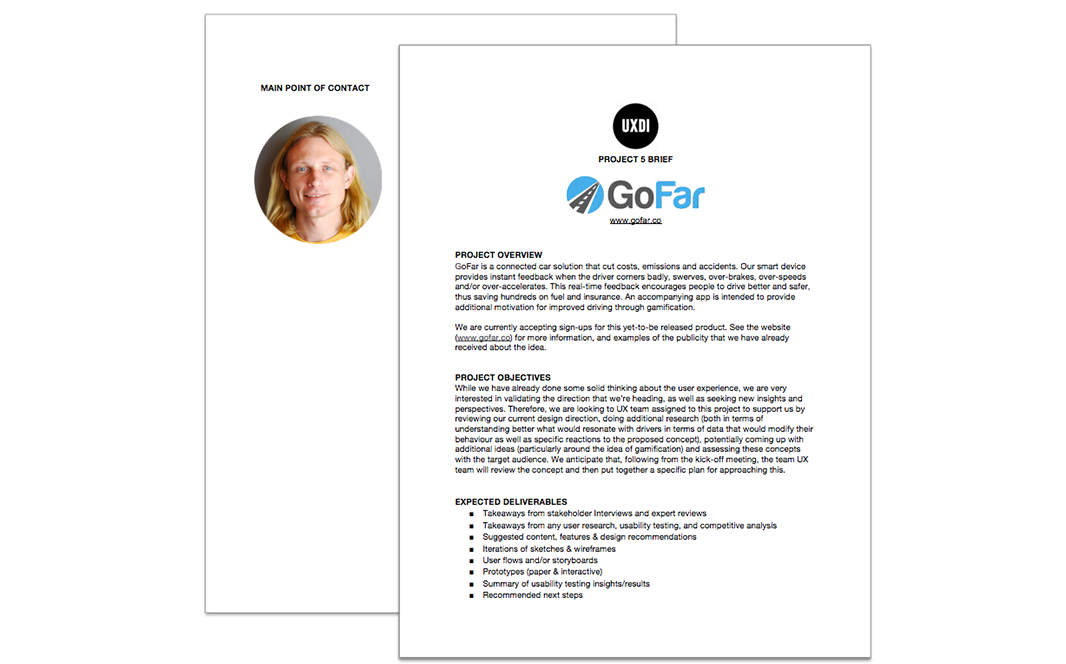 MAIN POINT OF CONTACT
UXDI
PROJECT 5 BRIEF
GoFar
www.gofar.co
PROJECT OVERVIEW
GoFar is a connected car solution that cut costs, emissions and accidents. Our smart device
provides instant feedback when the driver corners badly, swerves, over-brakes, over-speeds
and/or over-accelerates. This real-time feedback encourages people to drive better and safer,
thus saving hundreds on fuel and insurance. An accompanying app is intended to provide
additional motivation for improved driving through gamification.
We are currently accepting sign-ups for this yet-to-be released product. See the website
(www.gofar.co) for more information, and examples of the publicity that we have already
received about the idea.
PROJECT OBJECTIVES
While we have already done some solid thinking about the user experience, we are very
interested in validating the direction that we're heading, as well as seeking new insights and
perspectives. Therefore, we are looking to UX team assigned to this project to support us by
reviewing our current design direction, doing additional research (both in terms of
understanding better what would resonate with drivers in terms of data that would modify their
behaviour as well as specific reactions to the proposed concept), potentially coming up with
additional ideas (particularly around the idea of gamification) and assessing these concepts
with the target audience. We anticipate that, following from the kick-off meeting, the team UX
team will review the concept and then put together a specific plan for approaching this.
EXPECTED DELIVERABLES
■ Takeaways from stakeholder Interviews and expert reviews
■ Takeaways from any user research, usability testing, and competitive analysis
■ Suggested content, features & design recommendations
■ Iterations of sketches & wireframes
■ User flows and/or storyboards
■ Prototypes (paper & interactive)
■ Summary of usability testing insights/results
■ Recommended next steps